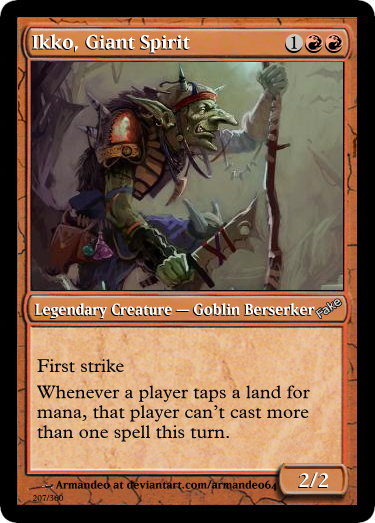 Ikko, Giant Spirit 1
Legendary Creature — Goblin Berserker Fake
First strike
Whenever a player taps a land for
mana, that player can't cast more
than one spell this turn.
Armandeo at deviantart.com/armandeo64
2/2
207/360